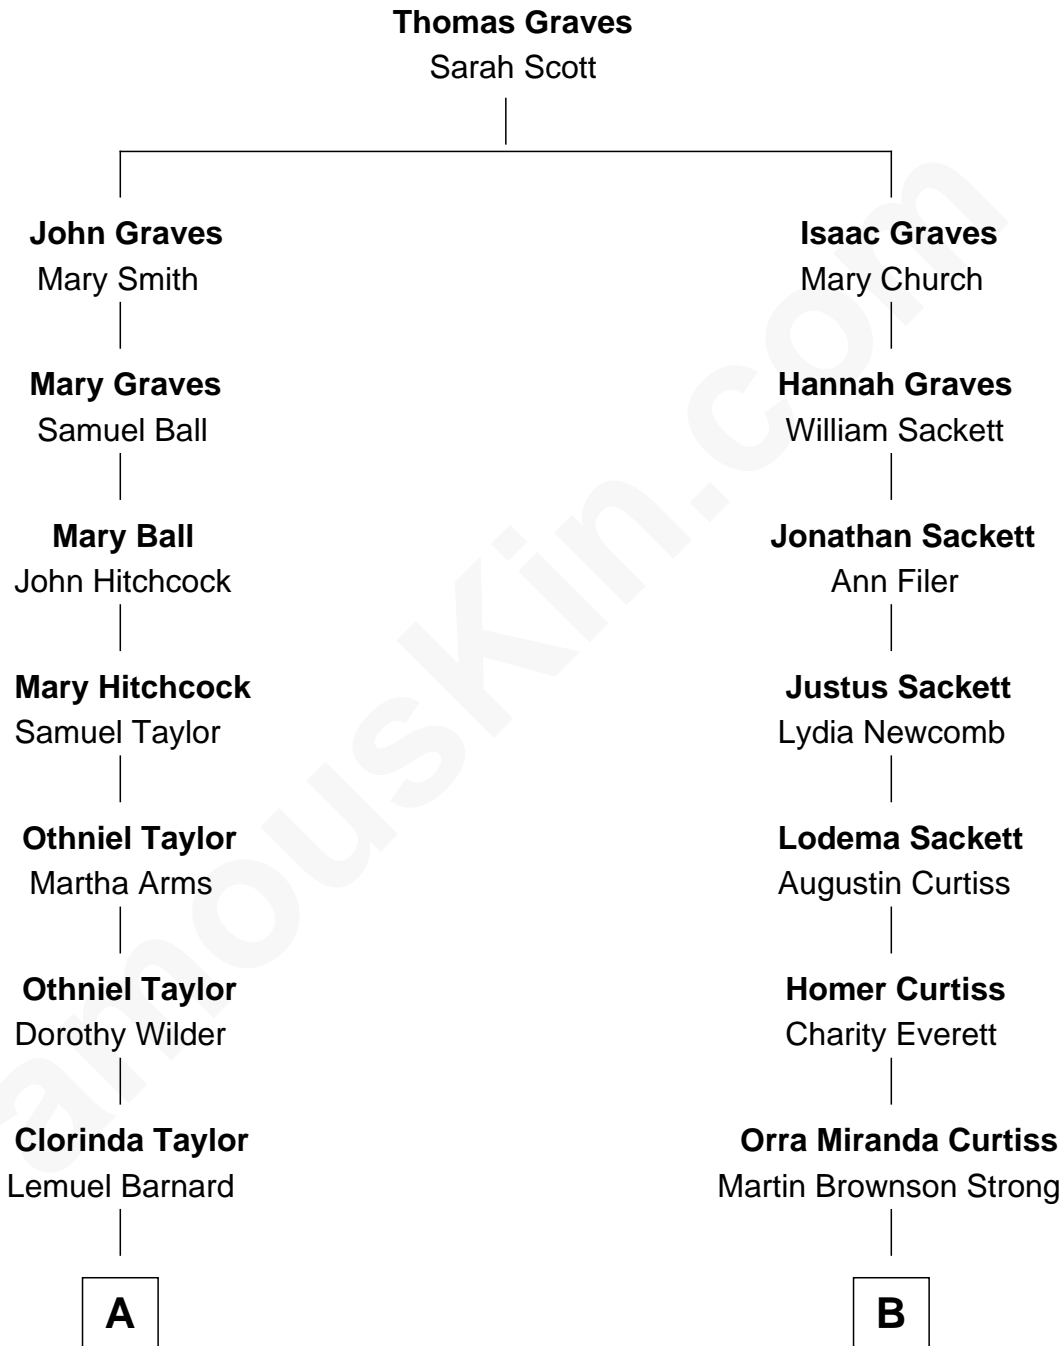 Thomas Graves
Sarah Scott
John Graves
Mary Smith
Isaac Graves
Mary Church
Mary Graves
Samuel Ball
Hannah Graves
William Sackett
Mary Ball
John Hitchcock
Jonathan Sackett
Ann Filer
Mary Hitchcock
Samuel Taylor
Justus Sackett
Lydia Newcomb
Othniel Taylor
Martha Arms
Lodema Sackett
Augustin Curtiss
Othniel Taylor
Dorothy Wilder
Homer Curtiss
Charity Everett
Clorinda Taylor
Lemuel Barnard
Orra Miranda Curtiss
Martin Brownson Strong
A
B
amouskin.com